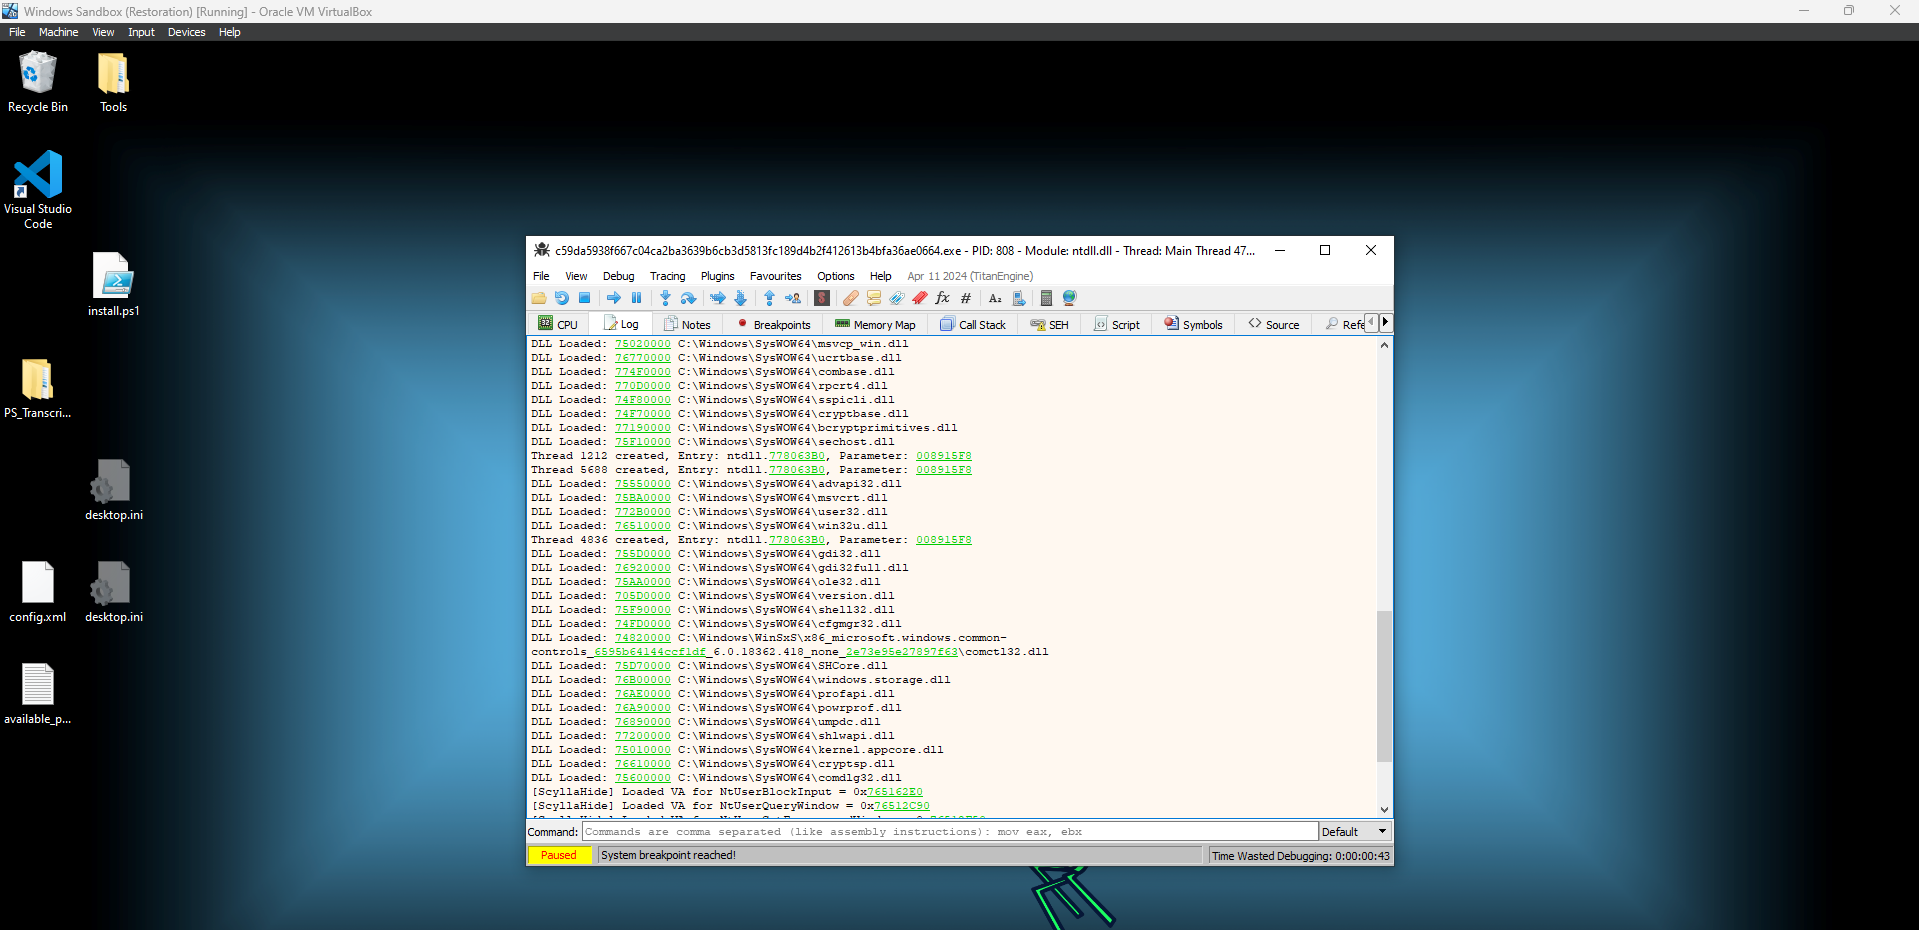 Windows Sandbox (Restoration) [Running] - Oracle VM VirtualBox
File Machine View Input Devices Help
Recycle Bin
Tools
Visual Studio
Code
install.ps1
PS_Transcri...
desktop.ini
config.xml
desktop.ini
available_p...
c59da5938f667c04ca2ba3639b6cb3d5813fc189d4b2f412613b4bfa36ae0664.exe - PID: 808 - Module: ntdll.dll - Thread: Main Thread 47...
File View Debug Tracing Plugins Favourites Options Help Apr 11 2024 (TitanEngine)
CPU Log Notes Breakpoints Memory Map Call Stack SEH Script Symbols Source Refe
DLL Loaded: 75020000 C:\Windows\SysWOW64\msvcp_win.dll
DLL Loaded: 76770000 C:\Windows\SysWOW64\ucrtbase.dll
DLL Loaded: 774F0000 C:\Windows\SysWOW64\combase.dll
DLL Loaded: 770D0000 C:\Windows\SysWOW64\rpcrt4.dll
DLL Loaded: 74F80000 C:\Windows\SysWOW64\sspicli.dll
DLL Loaded: 74F70000 C:\Windows\SysWOW64\cryptbase.dll
DLL Loaded: 77190000 C:\Windows\SysWOW64\bcryptprimitives.dll
DLL Loaded: 75F10000 C:\Windows\SysWOW64\sechost.dll
Thread 1212 created, Entry: ntdll.778063B0, Parameter: 008915F8
Thread 5688 created, Entry: ntdll.778063B0, Parameter: 008915F8
DLL Loaded: 75550000 C:\Windows\SysWOW64\advapi32.dll
DLL Loaded: 75BA0000 C:\Windows\SysWOW64\msvcrt.dll
DLL Loaded: 772B0000 C:\Windows\SysWOW64\user32.dll
DLL Loaded: 76510000 C:\Windows\SysWOW64\win32u.dll
Thread 4836 created, Entry: ntdll.778063B0, Parameter: 008915F8
DLL Loaded: 755D0000 C:\Windows\SysWOW64\gdi32.dll
DLL Loaded: 76920000 C:\Windows\SysWOW64\gdi32full.dll
DLL Loaded: 75AA0000 C:\Windows\SysWOW64\ole32.dll
DLL Loaded: 705D0000 C:\Windows\SysWOW64\version.dll
DLL Loaded: 75F90000 C:\Windows\SysWOW64\shell32.dll
DLL Loaded: 74FD0000 C:\Windows\SysWOW64\cfgmgr32.dll
DLL Loaded: 74820000 C:\Windows\WinSxS\x86_microsoft.windows.common-
controls_6595b64144ccf1df_6.0.18362.418_none_2e73e95e27897f63\comctl32.dll
DLL Loaded: 75D70000 C:\Windows\SysWOW64\SHCore.dll
DLL Loaded: 76B00000 C:\Windows\SysWOW64\windows.storage.dll
DLL Loaded: 76AE0000 C:\Windows\SysWOW64\profapi.dll
DLL Loaded: 76A90000 C:\Windows\SysWOW64\powrprof.dll
DLL Loaded: 76890000 C:\Windows\SysWOW64\umpdc.dll
DLL Loaded: 77200000 C:\Windows\SysWOW64\shlwapi.dll
DLL Loaded: 75010000 C:\Windows\SysWOW64\kernel.appcore.dll
DLL Loaded: 76610000 C:\Windows\SysWOW64\cryptsp.dll
DLL Loaded: 75600000 C:\Windows\SysWOW64\comdlg32.dll
[ScyllaHide] Loaded VA for NtUserBlockInput = 0x765162E0
[ScyllaHide] Loaded VA for NtUserQueryWindow = 0x76512C90
Command: Commands are comma separated (like assembly instructions): mov eax, ebx Default
Paused System breakpoint reached! Time Wasted Debugging: 0:00:00:43